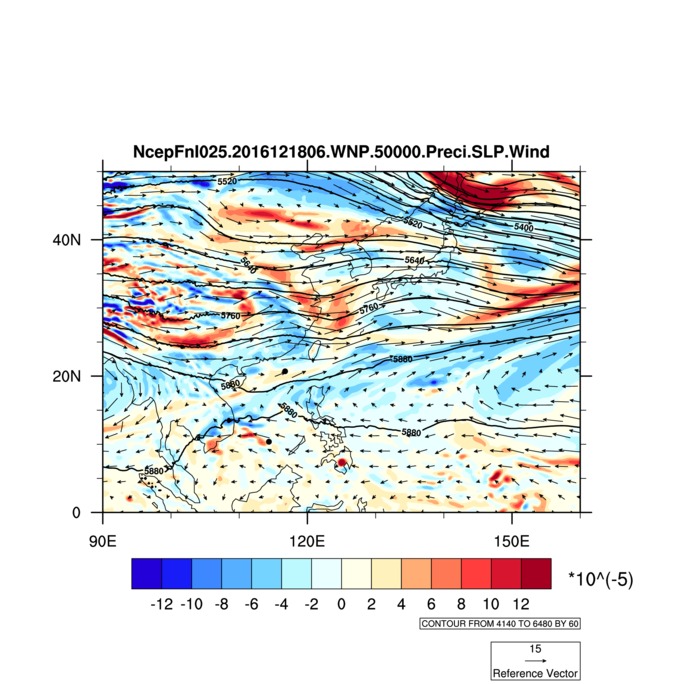 NcepFnl025.2016121806.WNP.50000.Preci.SLP.Wind
5520
5520
5400
40N
5640
5640
5760
5760
5880
20N
5880
5880
5880
5880
0
90E 120E 150E
-12 -10 -8 -6 -4 -2 0 2 4 6 8 10 12
*10^(-5)
CONTOUR FROM 4140 TO 6480 BY 60
15
Reference Vector